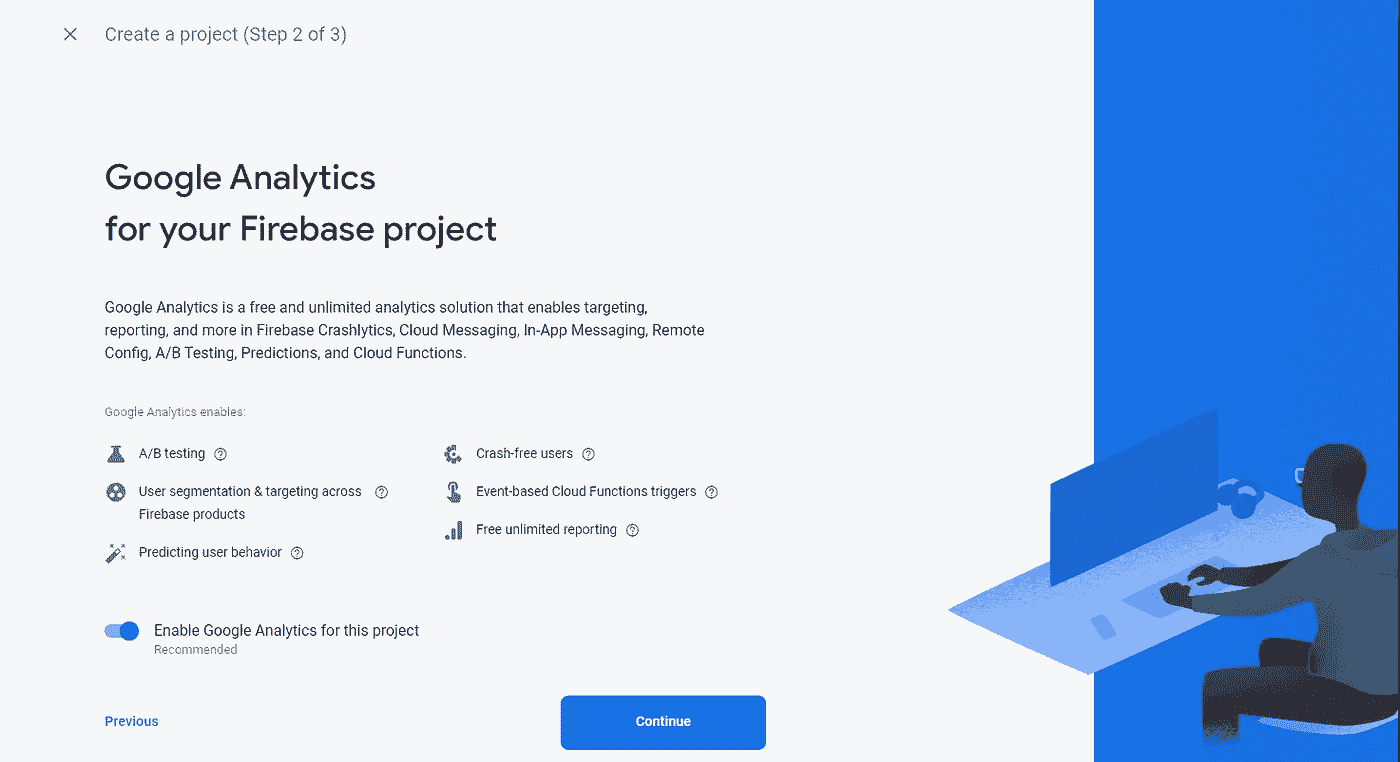 Create a project (Step 2 of 3)
Google Analytics
for your Firebase project
Google Analytics is a free and unlimited analytics solution that enables targeting,
reporting, and more in Firebase Crashlytics, Cloud Messaging, In-App Messaging, Remote
Config, A/B Testing, Predictions, and Cloud Functions.
Google Analytics enables:
A/B testing
User segmentation & targeting across
Firebase products
Predicting user behavior
Crash-free users
Event-based Cloud Functions triggers
Free unlimited reporting
Enable Google Analytics for this project
Recommended
Previous
Continue